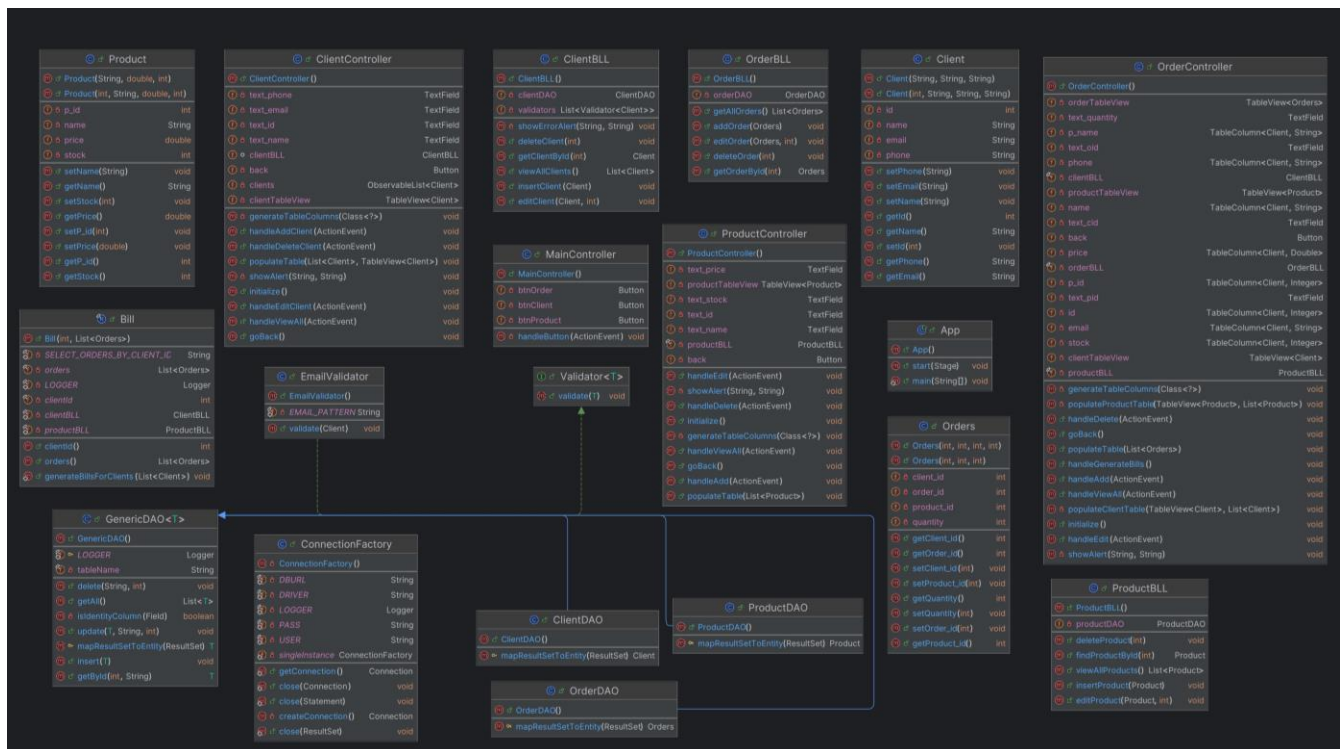 Product
Product(String, double, int)
Product(int, String, double, int)
p_id int
name String
price double
stock int
setName(String) void
getName() String
setStock(int) void
getPrice() double
setP_id(int) void
setPrice(double) void
getP_id() int
getStock() int
ClientController
ClientController()
text_phone TextField
text_email TextField
text_id TextField
text_name TextField
clientBLL ClientBLL
back Button
clients ObservableList<Client>
clientTableView TableView<Client>
generateTableColumns(Class<?>) void
handleAddClient(ActionEvent) void
handleDeleteClient(ActionEvent) void
populateTable(List<Client>, TableView<Client>) void
showAlert(String, String) void
initialize() void
handleEditClient(ActionEvent) void
handleViewAll(ActionEvent) void
goBack() void
ClientBLL
ClientBLL()
clientDAO ClientDAO
validators List<Validator<Client>>
showErrorAlert(String, String) void
deleteClient(int) void
getClientById(int) Client
viewAllClients() List<Client>
insertClient(Client) void
editClient(Client, int) void
OrderBLL
OrderBLL()
orderDAO OrderDAO
getAllOrders() List<Orders>
addOrder(Orders) void
editOrder(Orders, int) void
deleteOrder(int) void
getOrderById(int) Orders
Client
Client(String, String, String)
Client(int, String, String, String)
id int
name String
email String
phone String
setPhone(String) void
setEmail(String) void
setName(String) void
getId() int
getName() String
setId(int) void
getPhone() String
getEmail() String
OrderController
OrderController()
orderTableView TableView<Orders>
text_quantity TextField
p_name TableColumn<Client, String>
text_oid TextField
phone TableColumn<Client, String>
clientBLL ClientBLL
productTableView TableView<Product>
name TableColumn<Client, String>
text_cid TextField
back Button
price TableColumn<Client, Double>
orderBLL OrderBLL
p_id TableColumn<Client, Integer>
text_pid TextField
id TableColumn<Client, Integer>
email TableColumn<Client, String>
stock TableColumn<Client, Integer>
clientTableView TableView<Client>
productBLL ProductBLL
generateTableColumns(Class<?>) void
populateProductTable(TableView<Product>, List<Product>) void
handleDelete(ActionEvent) void
goBack() void
populateTable(List<Orders>) void
handleGenerateBills() void
handleAdd(ActionEvent) void
handleViewAll(ActionEvent) void
populateClientTable(TableView<Client>, List<Client>) void
initialize() void
handleEdit(ActionEvent) void
showAlert(String, String) void
MainController
MainController()
btnOrder Button
btnClient Button
btnProduct Button
handleButton(ActionEvent) void
ProductController
ProductController()
text_price TextField
productTableView TableView<Product>
text_stock TextField
text_id TextField
text_name TextField
productBLL ProductBLL
back Button
handleEdit(ActionEvent) void
showAlert(String, String) void
handleDelete(ActionEvent) void
initialize() void
generateTableColumns(Class<?>) void
handleViewAll(ActionEvent) void
goBack() void
handleAdd(ActionEvent) void
populateTable(List<Product>) void
Bill
Bill(int, List<Orders>)
SELECT_ORDERS_BY_CLIENT_IC String
orders List<Orders>
LOGGER Logger
clientId int
clientBLL ClientBLL
productBLL ProductBLL
clientId() int
orders() List<Orders>
generateBillsForClients(List<Client>) void
EmailValidator
EmailValidator()
EMAIL_PATTERN String
validate(Client) void
Validator<T>
validate(T) void
App
App()
start(Stage) void
main(String[]) void
Orders
Orders(int, int, int, int)
Orders(int, int, int)
client_id int
order_id int
product_id int
quantity int
getClient_id() int
getOrder_id() int
setClient_id(int) void
setProduct_id(int) void
getQuantity() int
setQuantity(int) void
setOrder_id(int) void
getProduct_id() int
GenericDAO<T>
GenericDAO()
LOGGER Logger
tableName String
delete(String, int) void
getAll() List<T>
isIdentityColumn(Field) boolean
update(T, String, int) void
mapResultSetToEntity(ResultSet) T
insert(T) void
getById(int, String) T
ConnectionFactory
ConnectionFactory()
DBURL String
DRIVER String
LOGGER Logger
PASS String
USER String
singleInstance ConnectionFactory
getConnection() Connection
close(Connection) void
close(Statement) void
createConnection() Connection
close(ResultSet) void
ClientDAO
ClientDAO()
mapResultSetToEntity(ResultSet) Client
ProductDAO
ProductDAO()
mapResultSetToEntity(ResultSet) Product
OrderDAO
OrderDAO()
mapResultSetToEntity(ResultSet) Orders
ProductBLL
ProductBLL()
productDAO ProductDAO
deleteProduct(int) void
findProductById(int) Product
viewAllProducts() List<Product>
insertProduct(Product) void
editProduct(Product, int) void